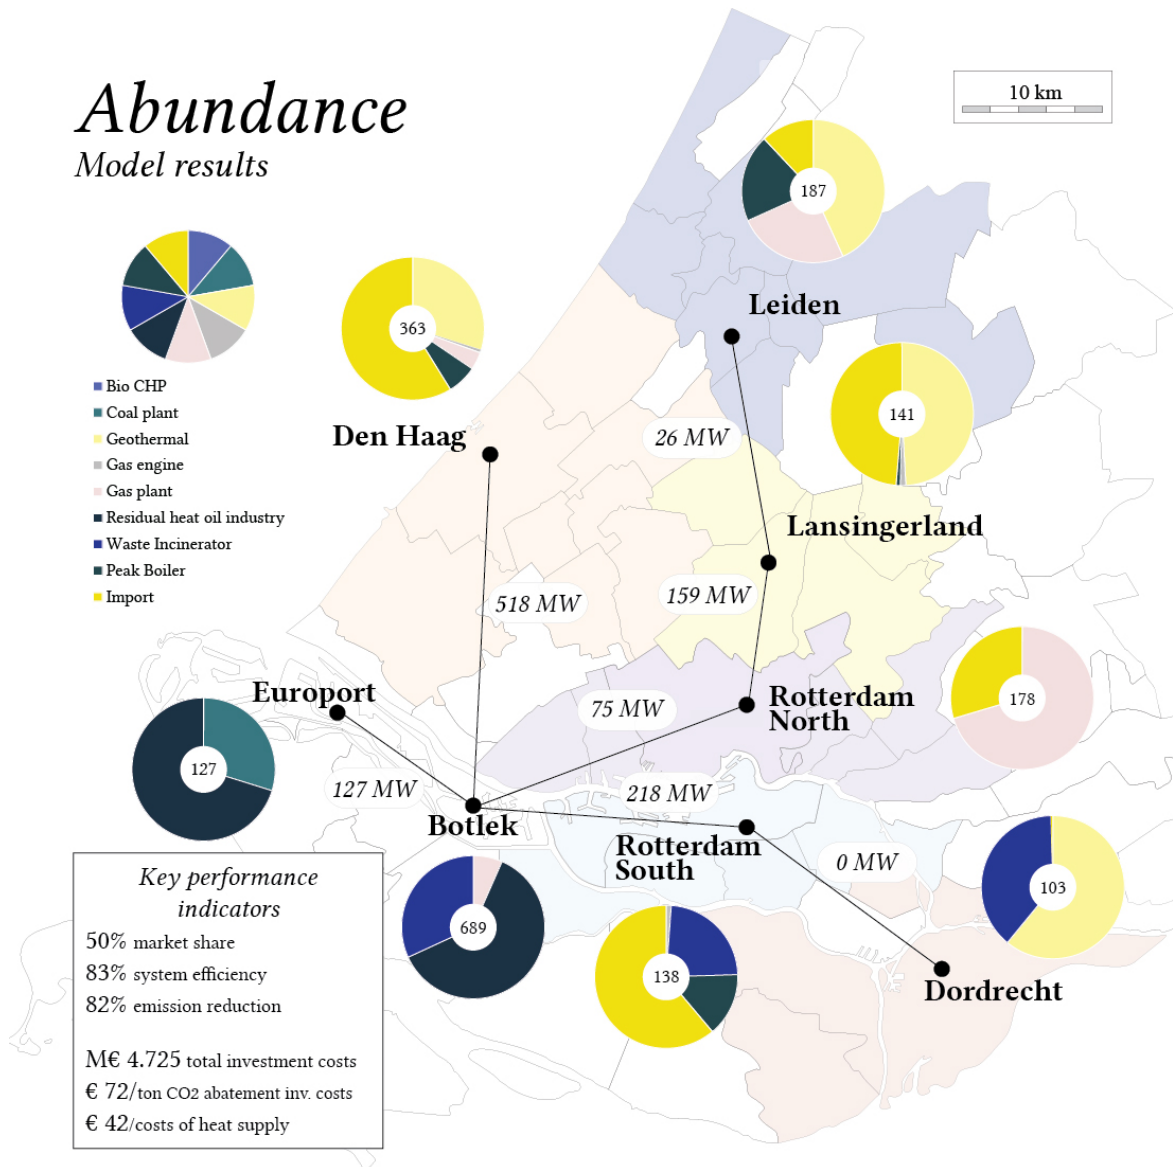 Abundance
Model results
10 km
187
363
Leiden
141
Den Haag
26 MW
Bio CHP
Coal plant
Geothermal
Gas engine
Gas plant
Residual heat oil industry
Waste Incinerator
Peak Boiler
Import
Lansingerland
518 MW
159 MW
Europort
75 MW
Rotterdam
North
178
127
127 MW
218 MW
Botlek
Rotterdam
South
0 MW
103
689
138
Dordrecht
Key performance
indicators
50% market share
83% system efficiency
82% emission reduction
M€ 4.725 total investment costs
€ 72/ton CO2 abatement inv. costs
€ 42/costs of heat supply